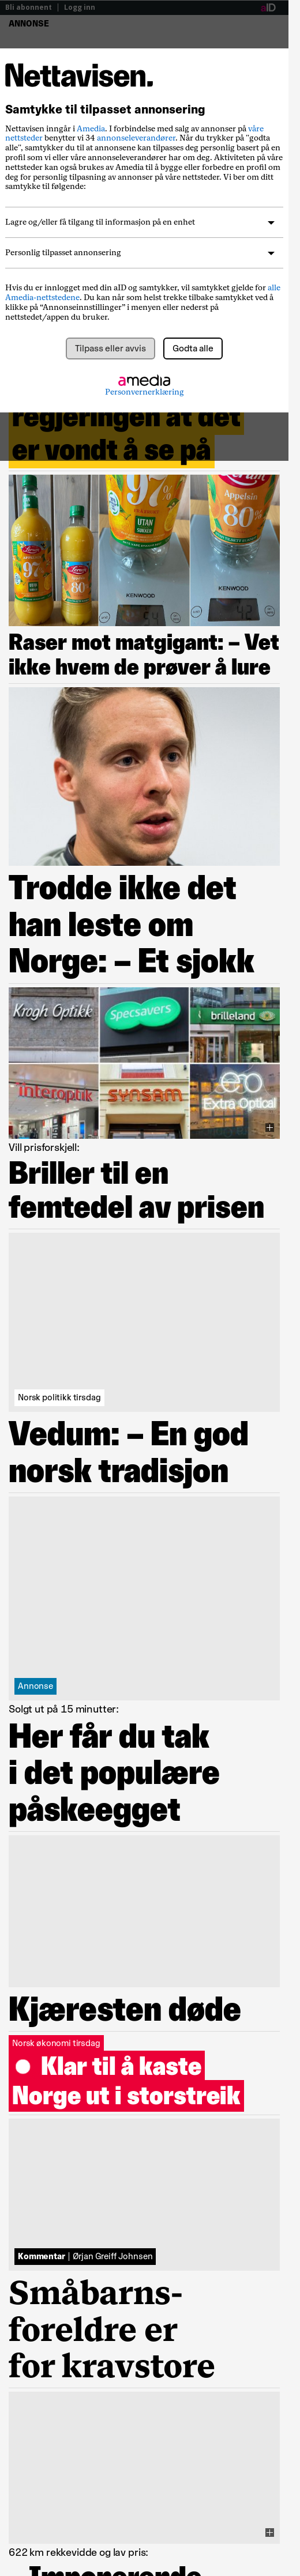 Bli abonnent | Logg inn
aID
ANNONSE
Nettavisen.
Samtykke til tilpasset annonsering
Nettavisen inngår i Amedia. I forbindelse med salg av annonser på våre
nettsteder benytter vi 34 annonseleverandører. Når du trykker på "godta
alle", samtykker du til at annonsene kan tilpasses deg personlig basert på en
profil som vi eller våre annonseleverandører har om deg. Aktiviteten på våre
nettsteder kan også brukes av Amedia til å bygge eller forbedre en profil om
deg for personlig tilpasning av annonser på våre nettsteder. Vi ber om ditt
samtykke til følgende:
Lagre og/eller få tilgang til informasjon på en enhet
Personlig tilpasset annonsering
Hvis du er innlogget med din aID og samtykker, vil samtykket gjelde for alle
Amedia-nettstedene. Du kan når som helst trekke tilbake samtykket ved å
klikke på “Annonseinnstillinger” i menyen eller nederst på
nettstedet/appen du bruker.
Tilpass eller avvis
Godta alle
amedia
Personvernerklæring
regjeringen at det
er vondt å se på
97%
UTAN
Appelsin
80%
Lerum
97%
80%
KENWOOD
KENWOOD
42
Raser mot matgigant: – Vet
ikke hvem de prøver å lure
Trodde ikke det
han leste om
Norge: – Et sjokk
Krogh Optikk
Specsavers
brilleland
interoptik
SYNSAM
Extra Optical
Vill prisforskjell:
Briller til en
femtedel av prisen
Norsk politikk tirsdag
Vedum: – En god
norsk tradisjon
Annonse
Solgt ut på 15 minutter:
Her får du tak
i det populære
påskeegget
Kjæresten døde
Norsk økonomi tirsdag
Klar til å kaste
Norge ut i storstreik
Kommentar | Ørjan Greiff Johnsen
Småbarns-
foreldre er
for kravstore
622 km rekkevidde og lav pris:
– Imponerende